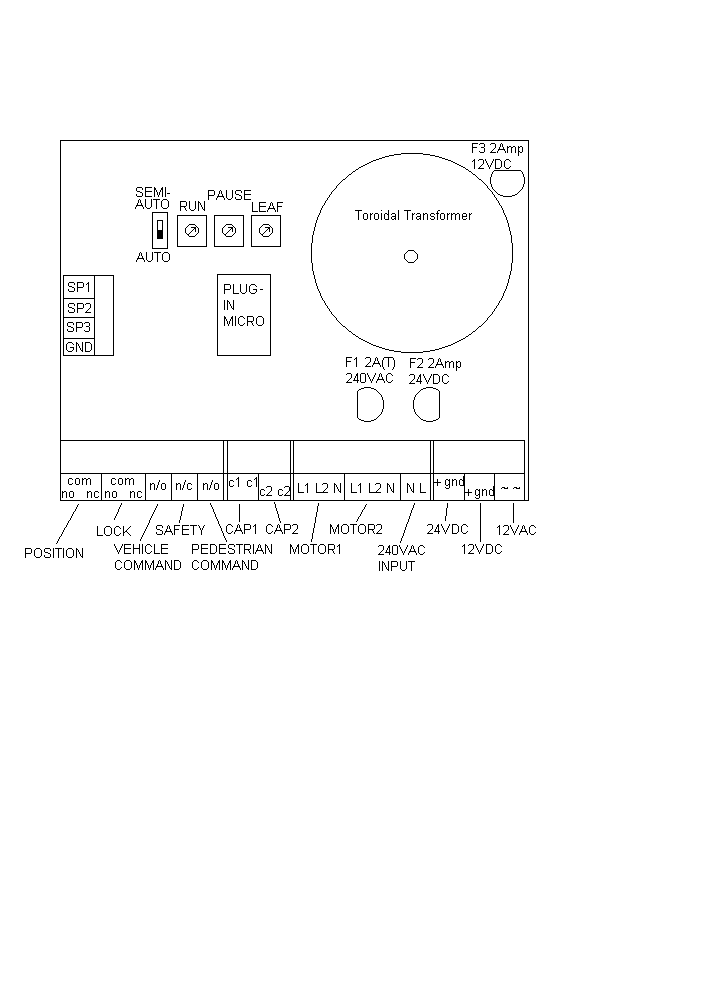 F3 2Amp
12VDC
SEMI-
AUTO
RUN
PAUSE
LEAF
AUTO
Toroidal Transformer
SP1
SP2
SP3
GND
PLUG-
IN
MICRO
F1 2A(T)
240VAC
F2 2Amp
24VDC
com
no nc
com
no nc
n/o
n/c
n/o
c1 c1
c2 c2
L1 L2 N
L1 L2 N
N L
+ gnd
+gnd
~ ~
POSITION
LOCK
VEHICLE
COMMAND
SAFETY
PEDESTRIAN
COMMAND
CAP1
CAP2
MOTOR1
MOTOR2
240VAC
INPUT
24VDC
12VDC
12VAC